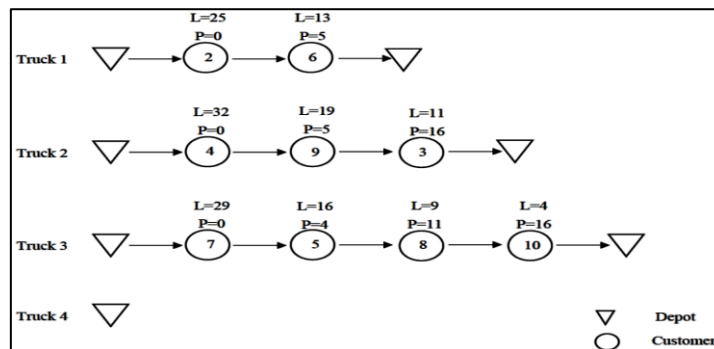 L=25 L=13
P=0 P=5
Truck 1 2 6
L=32 L=19 L=11
P=0 P=5 P=16
Truck 2 4 9 3
L=29 L=16 L=9 L=4
P=0 P=4 P=11 P=16
Truck 3 7 5 8 10
Truck 4
Depot
Customer